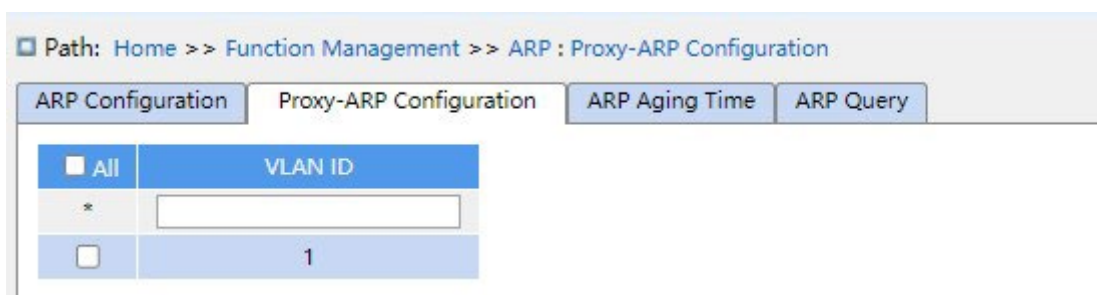 Path: Home >> Function Management >> ARP : Proxy-ARP Configuration
ARP Configuration Proxy-ARP Configuration ARP Aging Time ARP Query
All VLAN ID
*
1